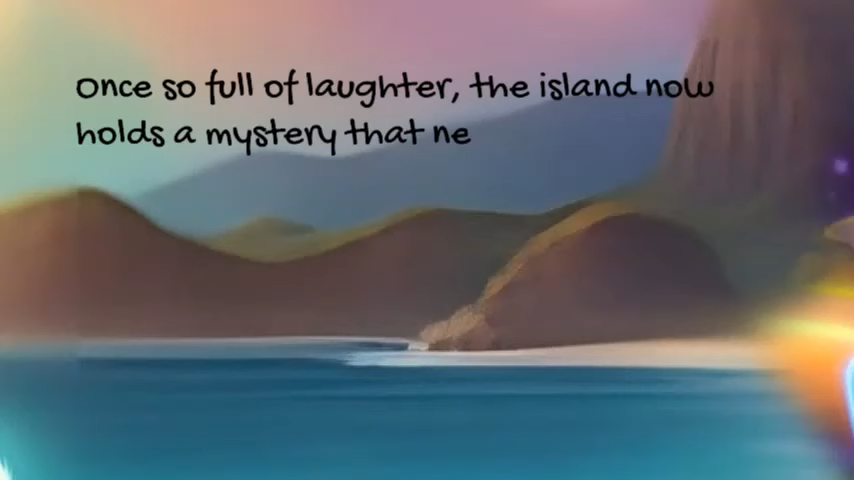 Once so full of laughter, the island now
holds a mystery that ne